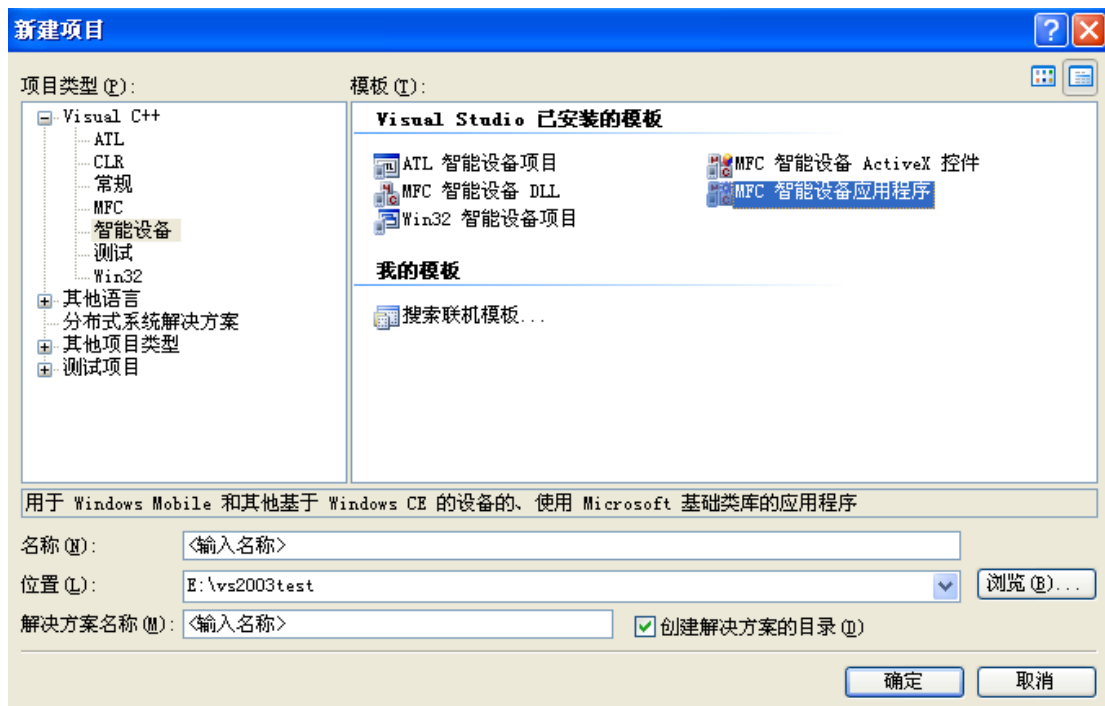 新建项目
项目类型(P):
模板(T):
Visual C++
ATL
CLR
常规
MFC
智能设备
测试
Win32
其他语言
分布式系统解决方案
其他项目类型
测试项目
Visual Studio 已安装的模板
ATL 智能设备项目
MFC 智能设备 ActiveX 控件
MFC 智能设备 DLL
MFC 智能设备应用程序
Win32 智能设备项目
我的模板
搜索联机模板...
用于 Windows Mobile 和其他基于 Windows CE 的设备的、使用 Microsoft 基础类库的应用程序
名称(N):
<输入名称>
位置(L):
E:\vs2003test
浏览(B)...
解决方案名称(M):
<输入名称>
创建解决方案的目录(D)
确定
取消